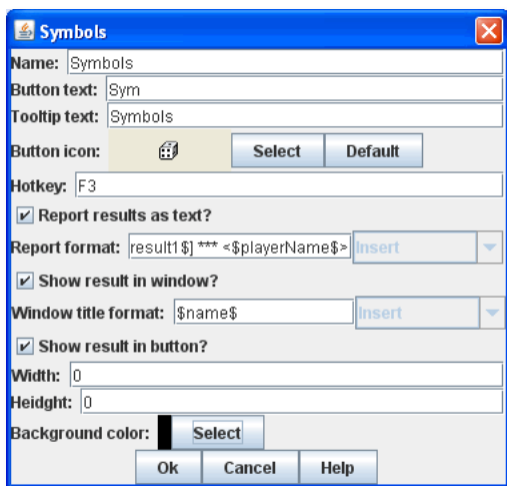 Symbols
Name: Symbols
Button text: Sym
Tooltip text: Symbols
Button icon: Select Default
Hotkey: F3
Report results as text?
Report format: result1$] *** <$playerName$> Insert
Show result in window?
Window title format: $name$ Insert
Show result in button?
Width: 0
Heidght: 0
Background color: Select
Ok Cancel Help